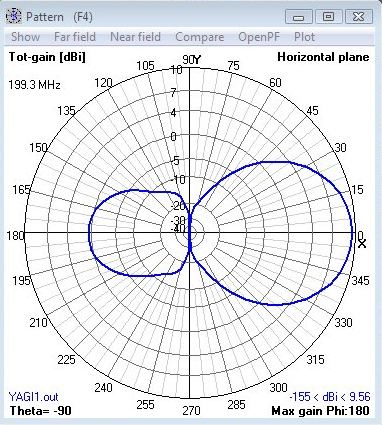 Pattern (F4)
Show Far field Near field Compare OpenPF Plot
Tot-gain [dBi] Horizontal plane
199.3 MHz
90 Y
105 75
120 60
135 45
150 30
165 15
180 0 X
195 345
210 330
225 315
240 300
255 285
270
10
7
4
0
-5
-10
-20
-30
-40
YAGI1.out -155 < dBi < 9.56
Theta= -90 Max gain Phi:180